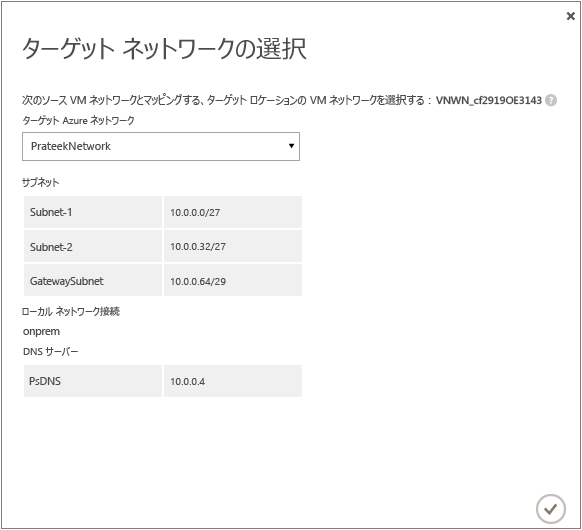 ターゲット ネットワークの選択
次のソース VM ネットワークとマッピングする、ターゲット ロケーションの VM ネットワークを選択する： VNWN_cf2919OE3143 ?
ターゲット Azure ネットワーク
PrateekNetwork
サブネット
Subnet-1 10.0.0.0/27
Subnet-2 10.0.0.32/27
GatewaySubnet 10.0.0.64/29
ローカル ネットワーク接続
onprem
DNS サーバー
PsDNS 10.0.0.4